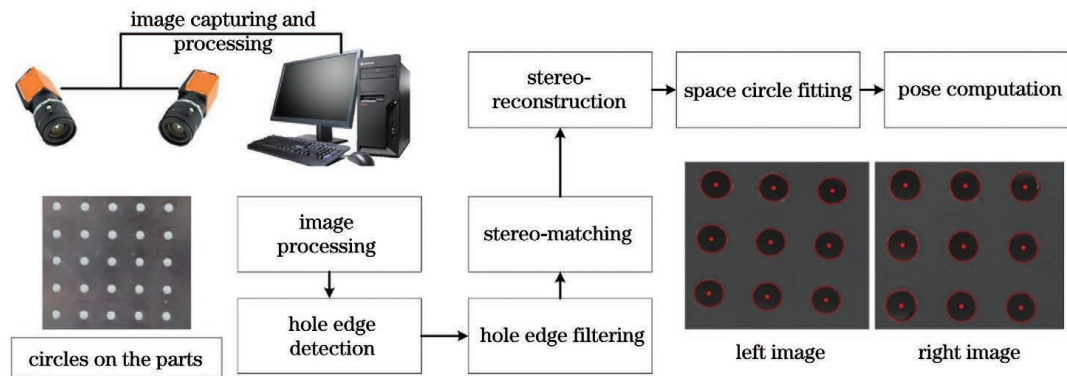 image capturing and
processing
stereo-
reconstruction
space circle fitting
pose computation
image
processing
stereo-matching
hole edge
detection
hole edge filtering
circles on the parts
left image
right image